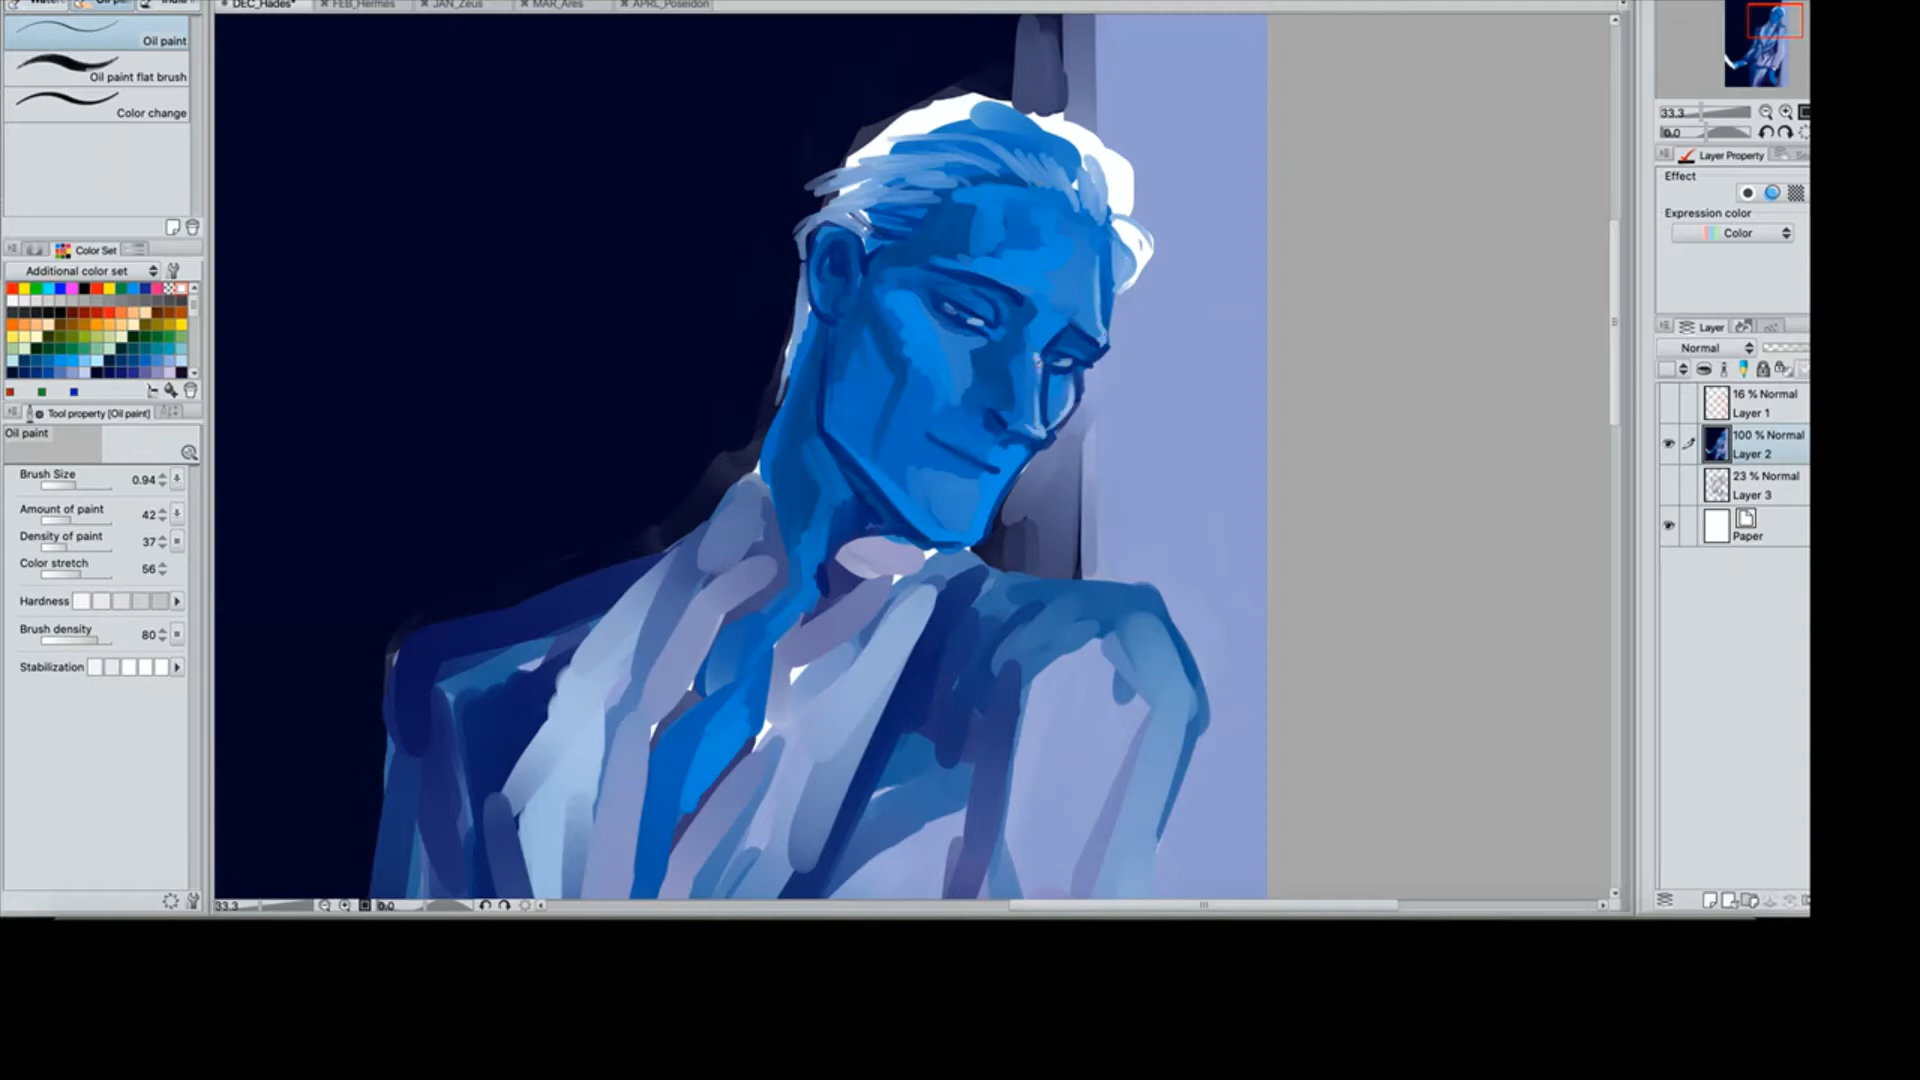 DEC_Hades*
FEB_Hermes
JAN_Zeus
MAR_Ares
APRL_Poseidon
Oil paint
Oil paint flat brush
Color change
Color Set
Additional color set
Tool property [Oil paint]
Oil paint
Brush Size 0.94
Amount of paint 42
Density of paint 37
Color stretch 56
Hardness
Brush density 80
Stabilization
33.3
0.0
33.3
0.0
Layer Property
Effect
Expression color
Color
Layer
Normal
16 % Normal
Layer 1
100 % Normal
Layer 2
23 % Normal
Layer 3
Paper